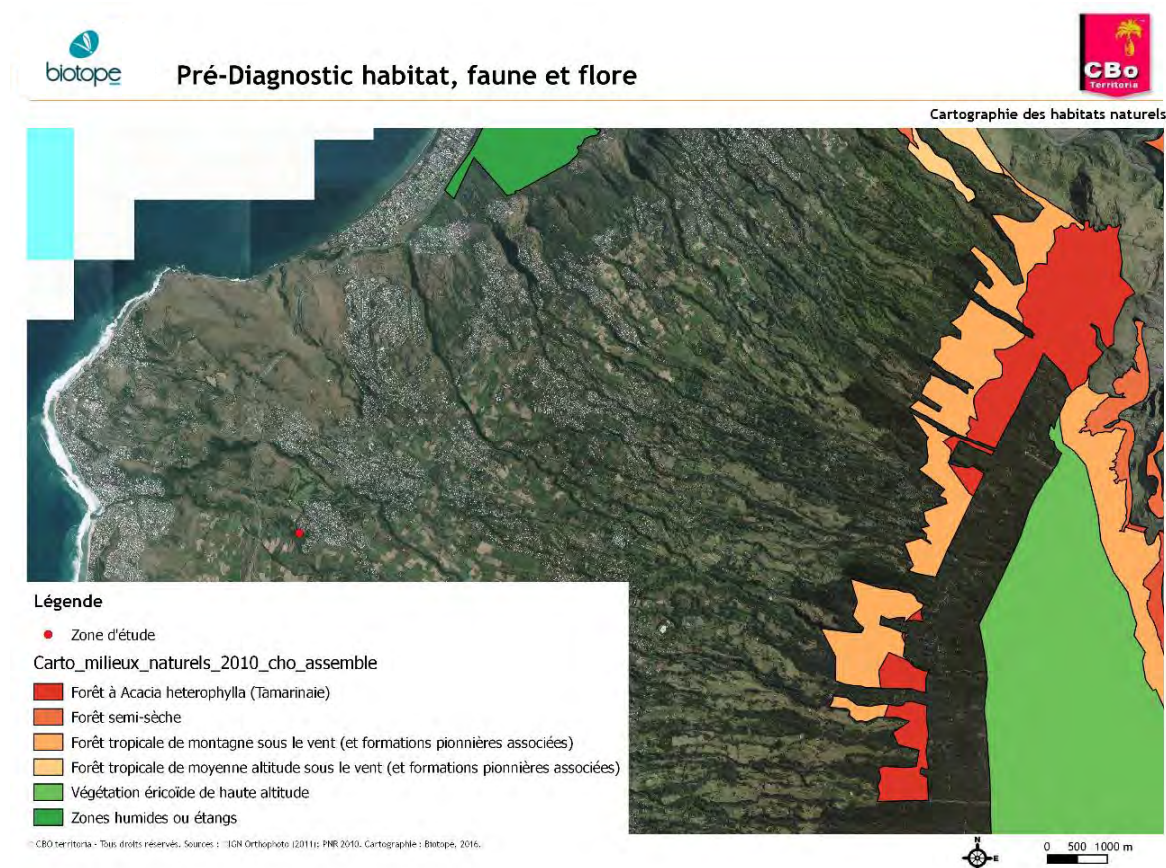 biotope
Pré-Diagnostic habitat, faune et flore
CBo
Territoria
Cartographie des habitats naturels
Légende
Zone d'étude
Carto_milieux_naturels_2010_cho_assemble
Forêt à Acacia heterophylla (Tamarinaie)
Forêt semi-sèche
Forêt tropicale de montagne sous le vent (et formations pionnières associées)
Forêt tropicale de moyenne altitude sous le vent (et formations pionnières associées)
Végétation éricoïde de haute altitude
Zones humides ou étangs
© CBO territoria - Tous droits réservés. Sources : ©IGN Orthophoto (2011); PNR 2010. Cartographie : Biotope, 2016.
N
E
0 500 1000 m